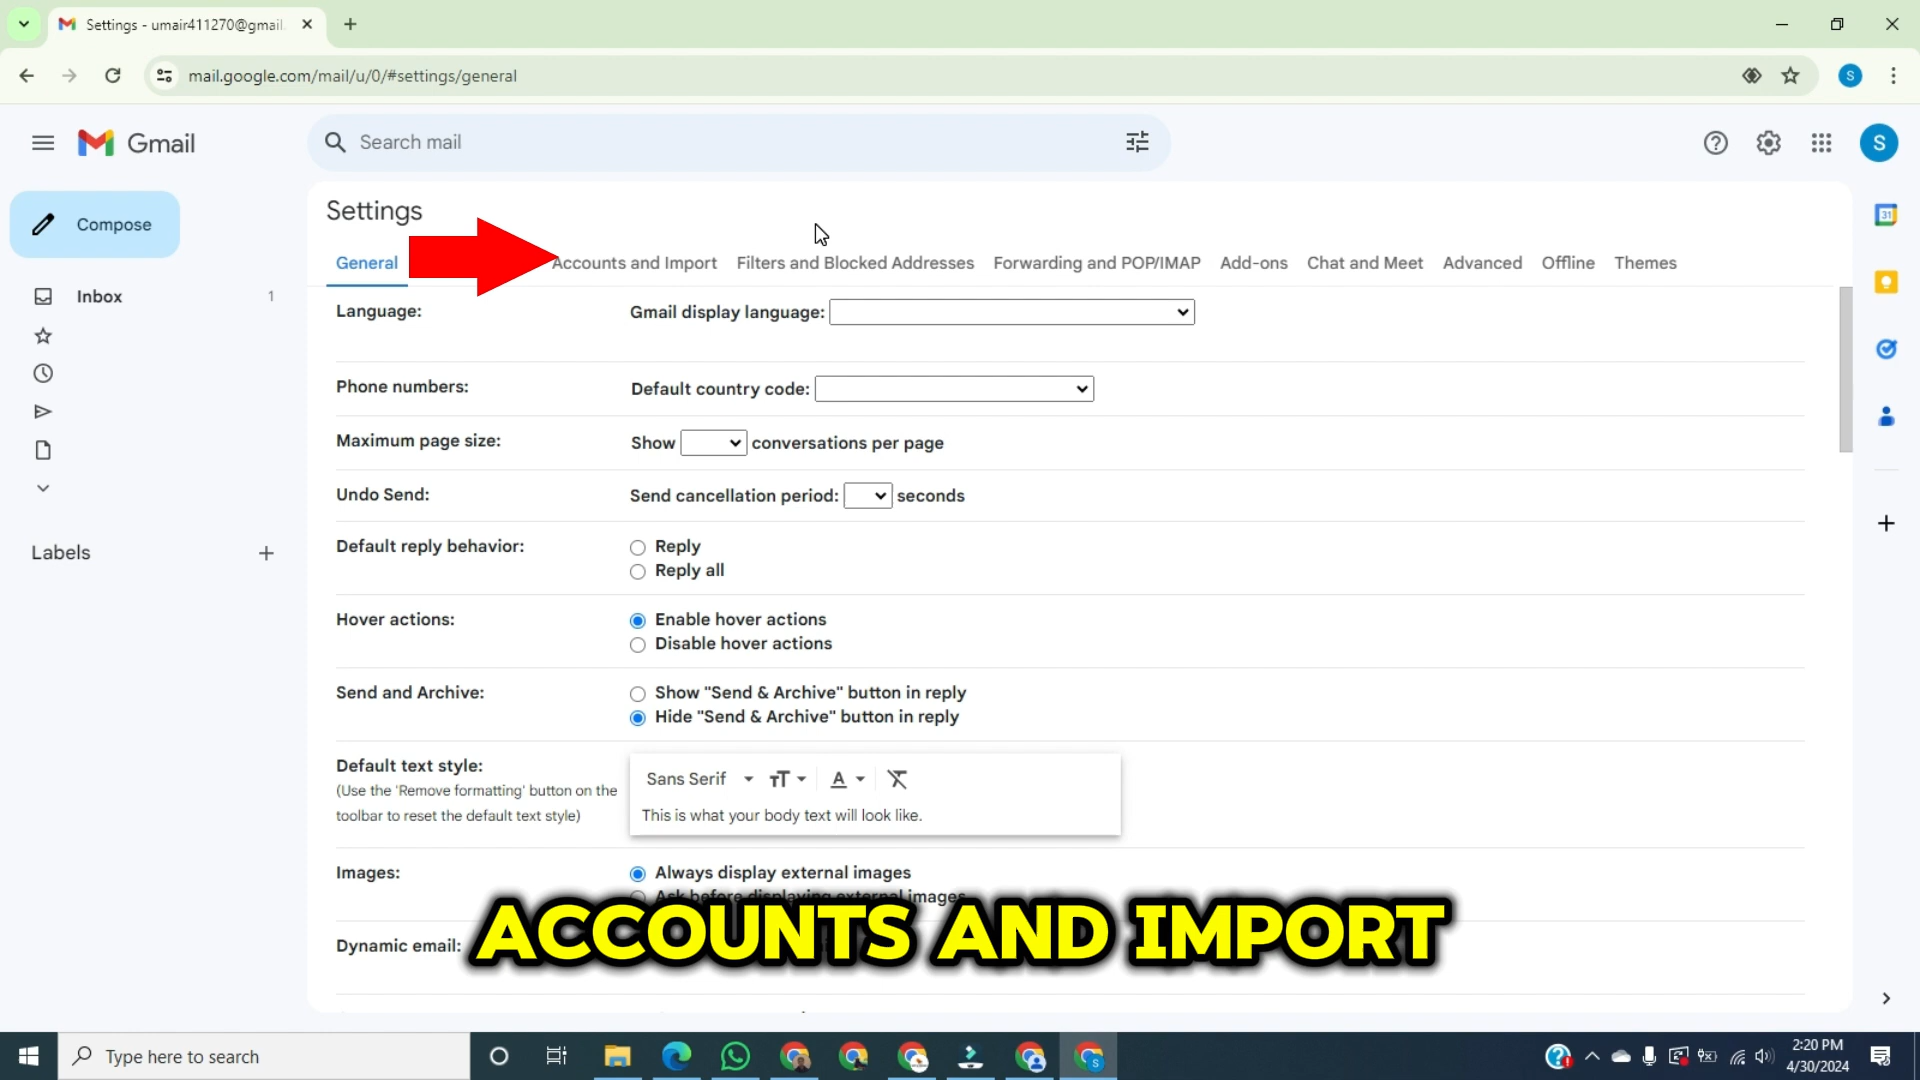 Settings - umair411270@gmail.
mail.google.com/mail/u/0/#settings/general
S
Gmail
Search mail
S
Compose
Settings
31
General Accounts and Import Filters and Blocked Addresses Forwarding and POP/IMAP Add-ons Chat and Meet Advanced Offline Themes
Inbox 1
Labels
Language: Gmail display language:
Phone numbers: Default country code:
Maximum page size: Show conversations per page
Undo Send: Send cancellation period: seconds
Default reply behavior: Reply
Reply all
Hover actions: Enable hover actions
Disable hover actions
Send and Archive: Show "Send & Archive" button in reply
Hide "Send & Archive" button in reply
Default text style: Sans Serif
(Use the 'Remove formatting' button on the
toolbar to reset the default text style)
This is what your body text will look like.
Images: Always display external images
Ask before displaying external images
Dynamic email:
ACCOUNTS AND IMPORT
Type here to search
2:20 PM
4/30/2024